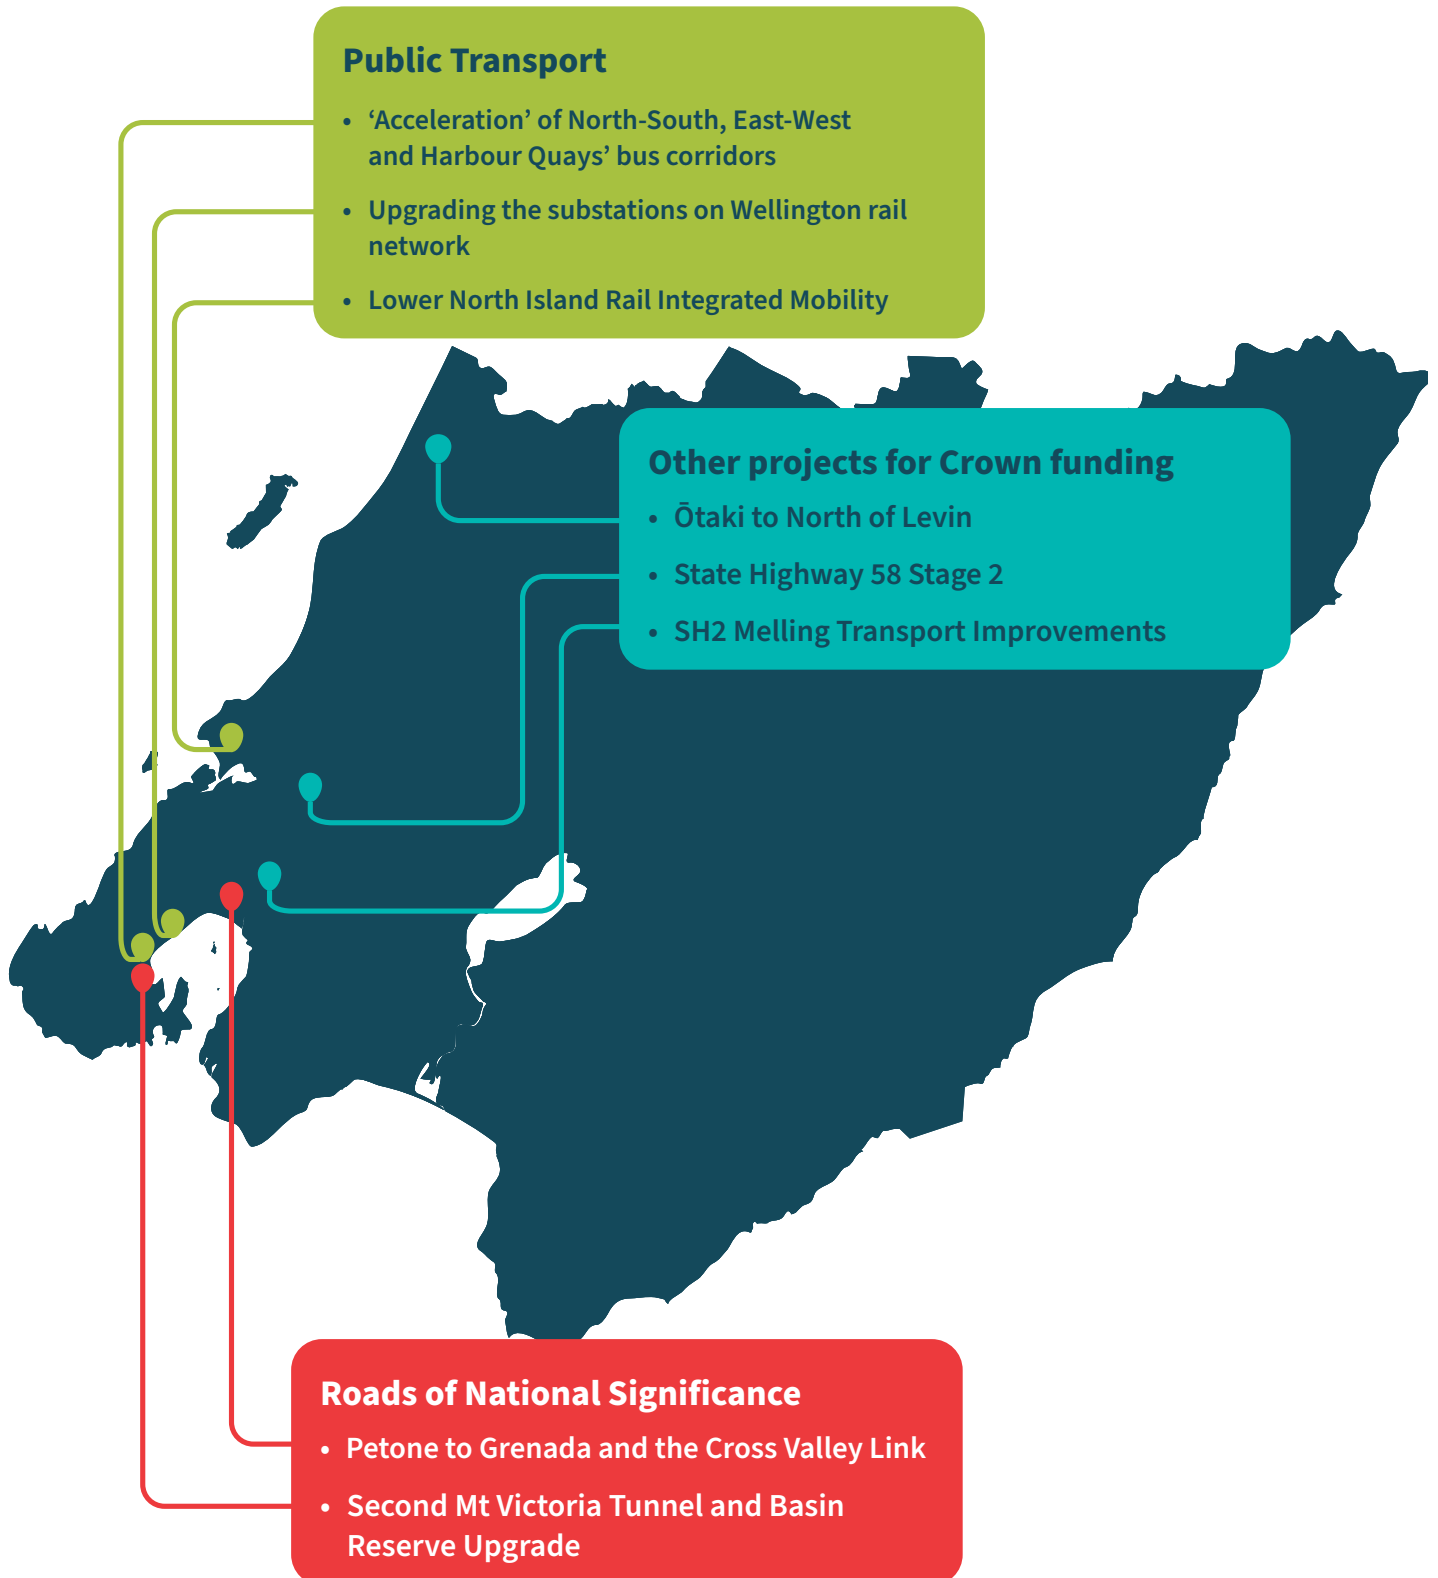 Public Transport
• ‘Acceleration’ of North-South, East-West
and Harbour Quays’ bus corridors
• Upgrading the substations on Wellington rail
network
• Lower North Island Rail Integrated Mobility
Other projects for Crown funding
• Ōtaki to North of Levin
• State Highway 58 Stage 2
• SH2 Melling Transport Improvements
Roads of National Significance
• Petone to Grenada and the Cross Valley Link
• Second Mt Victoria Tunnel and Basin
Reserve Upgrade